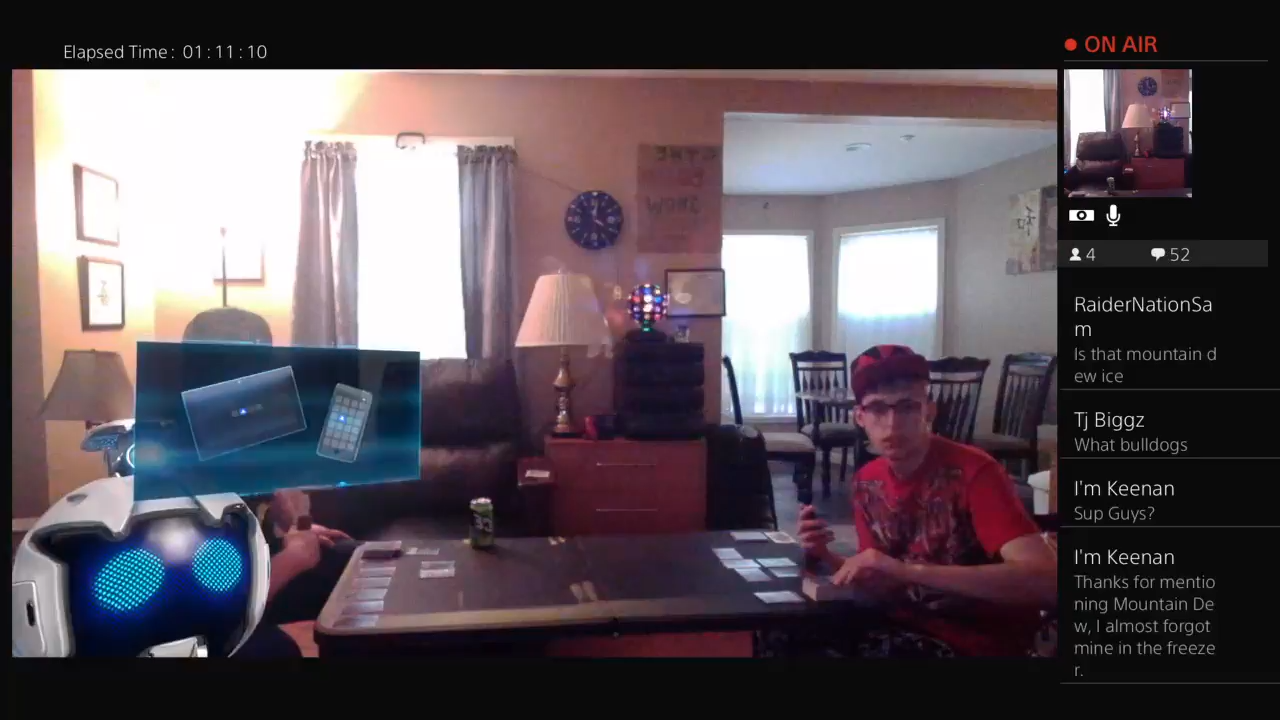 Elapsed Time: 01:11:10
ON AIR
4
52
RaiderNationSa
m
Is that mountain d
ew ice
Tj Biggz
What bulldogs
I'm Keenan
Sup Guys?
I'm Keenan
Thanks for mentio
ning Mountain De
w, I almost forgot
mine in the freeze
r.